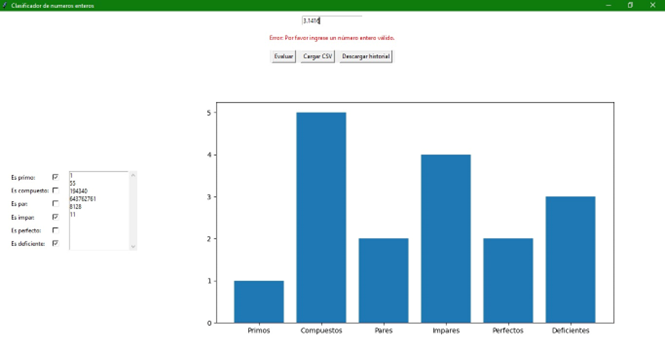 Clasificador de numeros enteros
3.1416
Error: Por favor ingrese un número entero válido.
Evaluar Cargar CSV Descargar historial
Es primo:
Es compuesto:
Es par:
Es impar:
Es perfecto:
Es deficiente:
1
55
194340
643762761
8128
11
5
4
3
2
1
0
Primos Compuestos Pares Impares Perfectos Deficientes